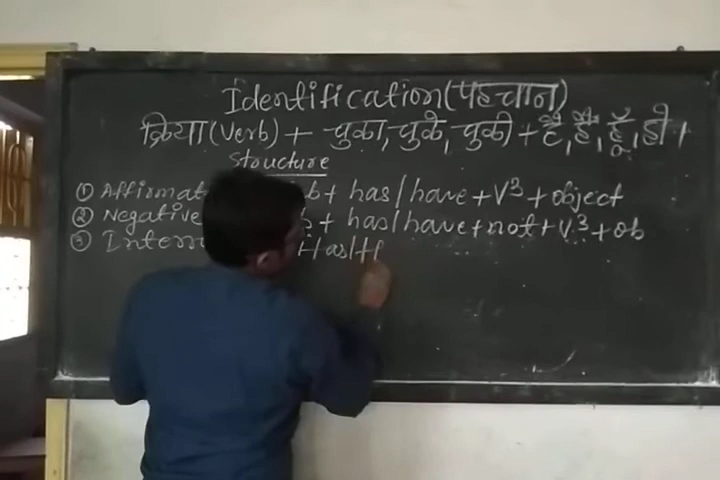 Identification (पहचान)
क्रिया (verb) + चुका, चुके, चुकी + है, हैं, हूँ, हो ।
Structure
① Affirmat b + has / have + V³ + object
② Negative b + has / have + not + V³ + ob
③ Interr Has / H